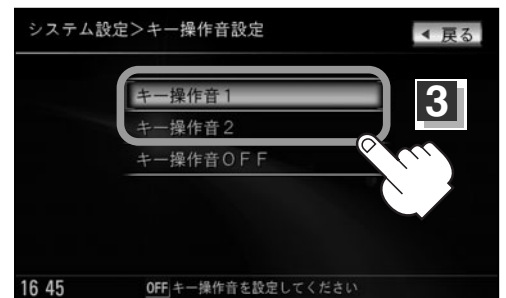 システム設定＞キー操作音設定
◀ 戻る
キー操作音１
3
キー操作音２
キー操作音ＯＦＦ
16 45 OFF キー操作音を設定してください